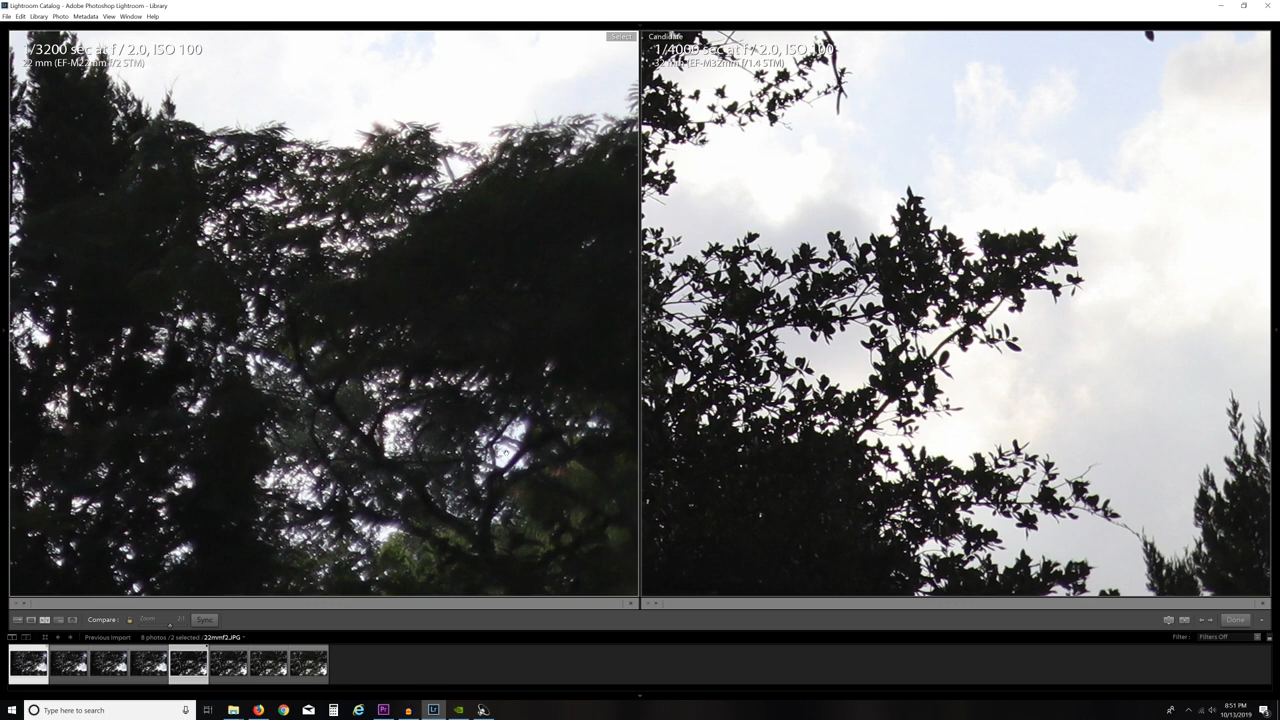 Lightroom Catalog - Adobe Photoshop Lightroom - Library
File Edit Library Photo Metadata View Window Help
Select
1/3200 sec at f / 2.0, ISO 100
22 mm (EF-M22mm f/2 STM)
Candidate
1/4000 sec at f / 2.0, ISO 100
32 mm (EF-M32mm f/1.4 STM)
Compare : Zoom 2:1 Sync
Done
Previous Import 8 photos / 2 selected / 22mmf2.JPG
Filter : Filters Off
Type here to search
8:51 PM
10/13/2019